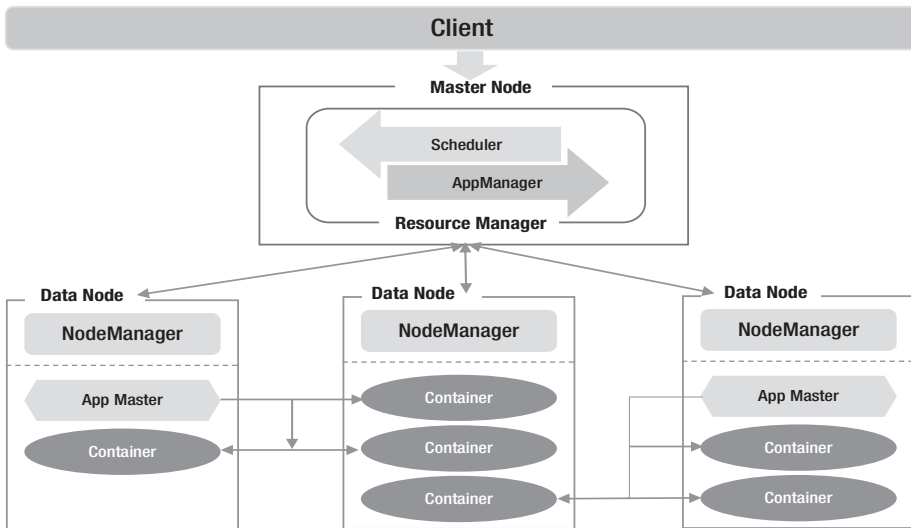 Client
Master Node
Scheduler
AppManager
Resource Manager
Data Node
NodeManager
App Master
Container
Data Node
NodeManager
Container
Container
Container
Data Node
NodeManager
App Master
Container
Container